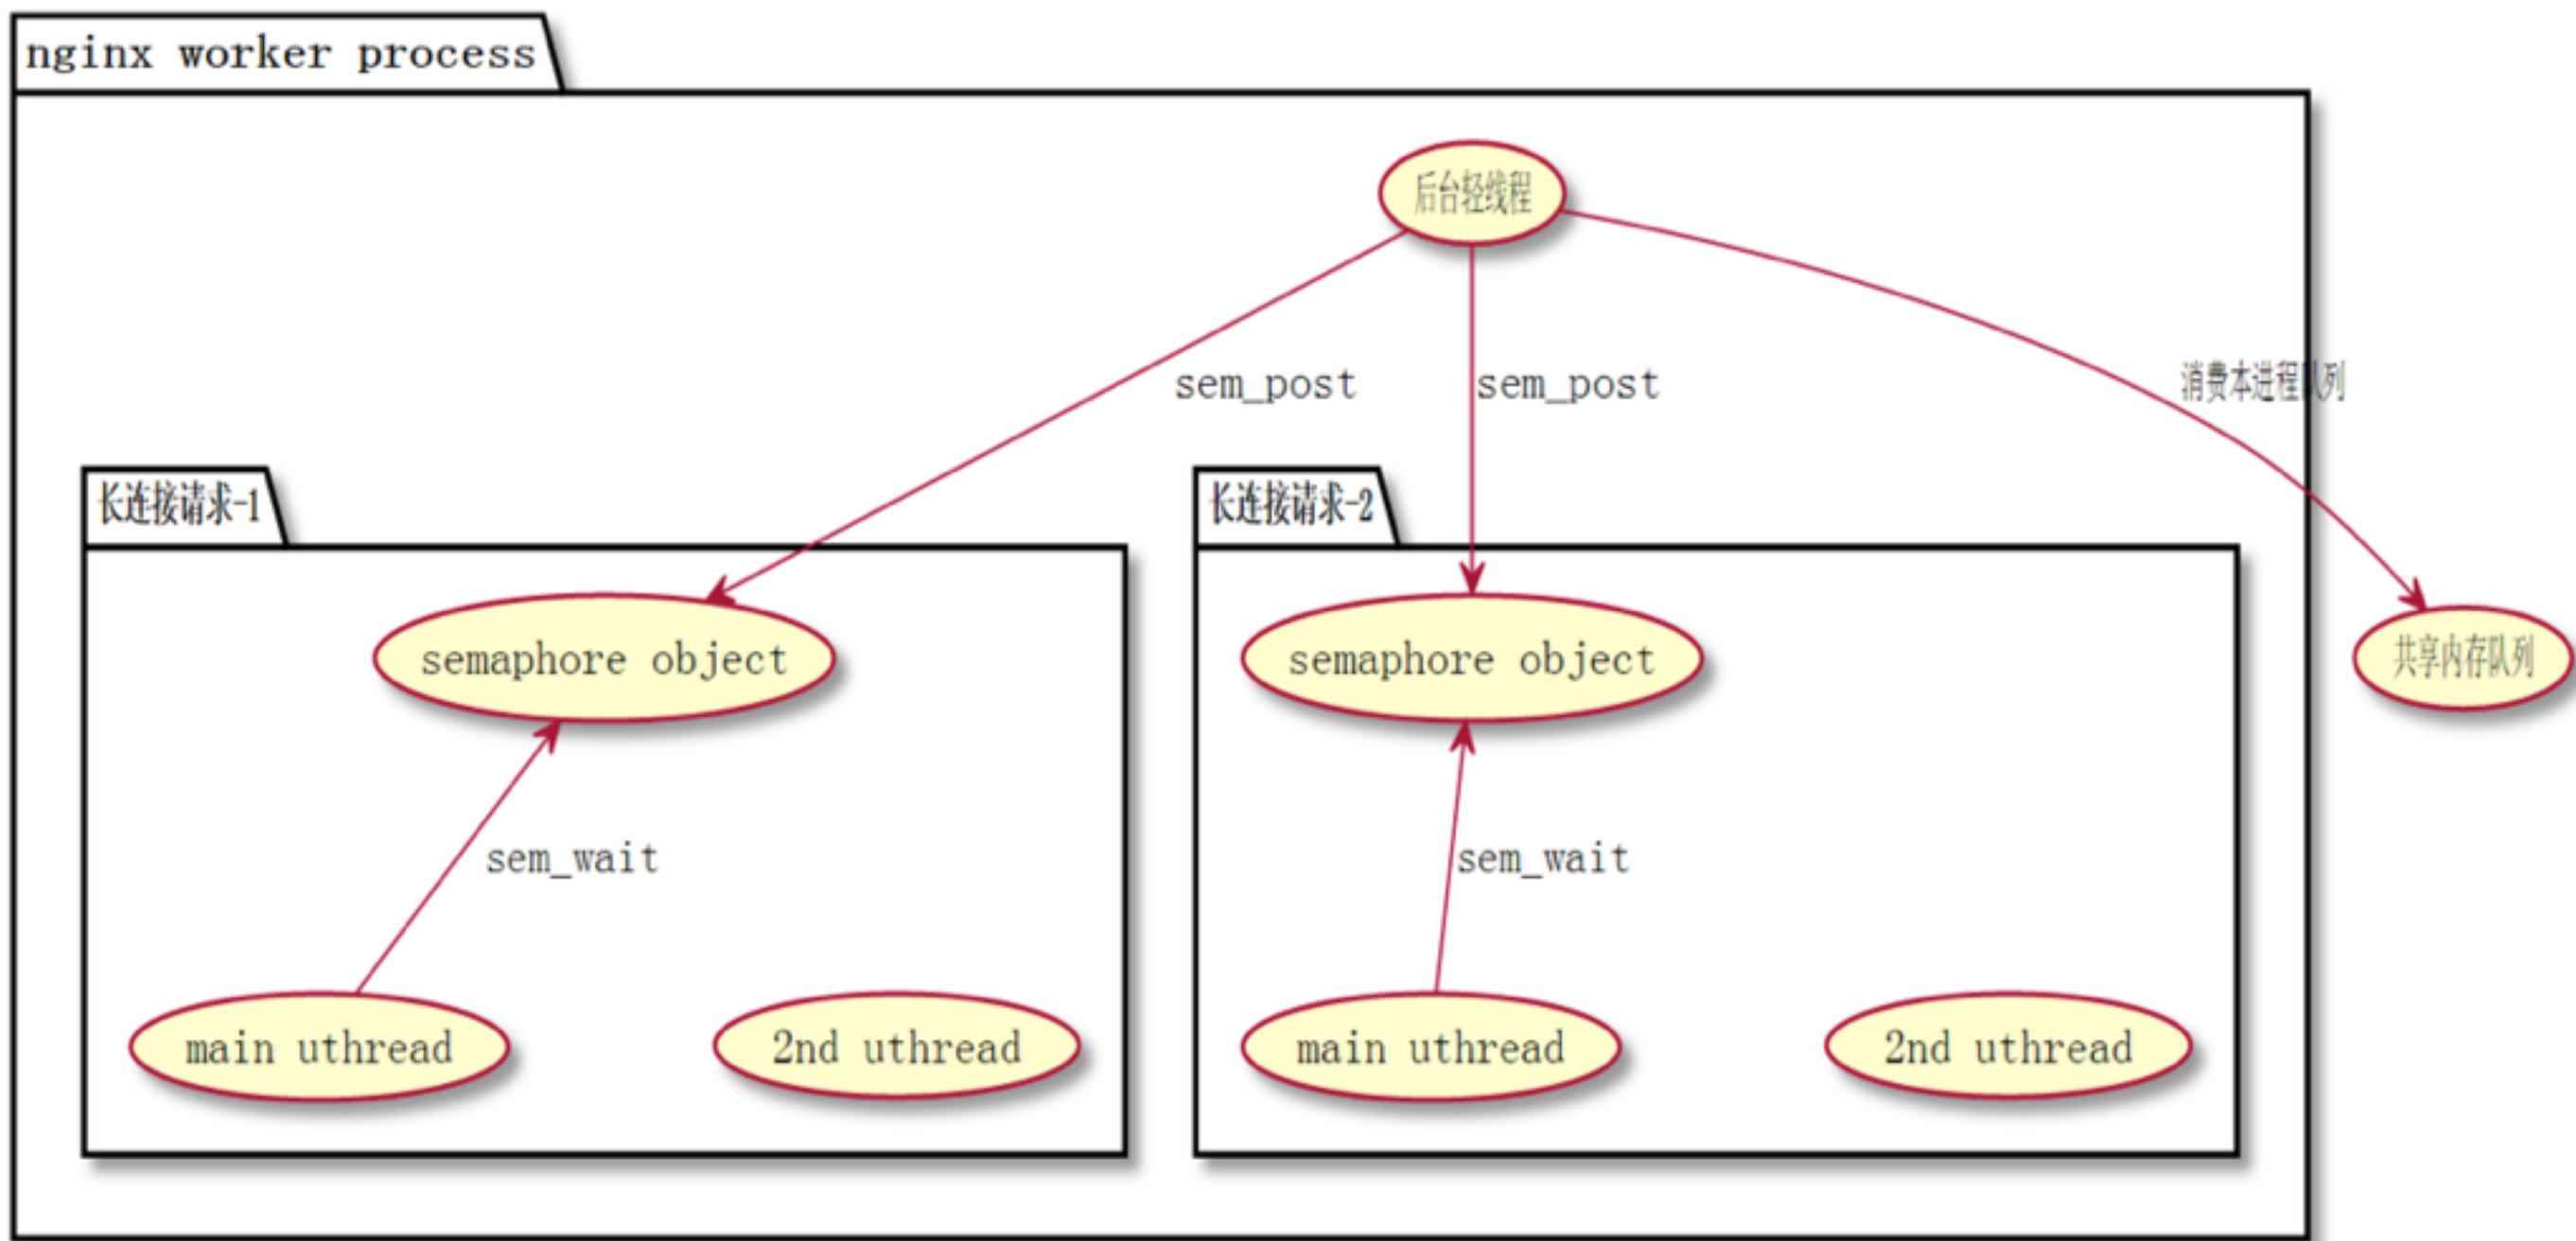 nginx worker process
后台轻线程
sem_post
sem_post
消费本进程队列
长连接请求-1
长连接请求-2
semaphore object
semaphore object
共享内存队列
sem_wait
sem_wait
main uthread
2nd uthread
main uthread
2nd uthread